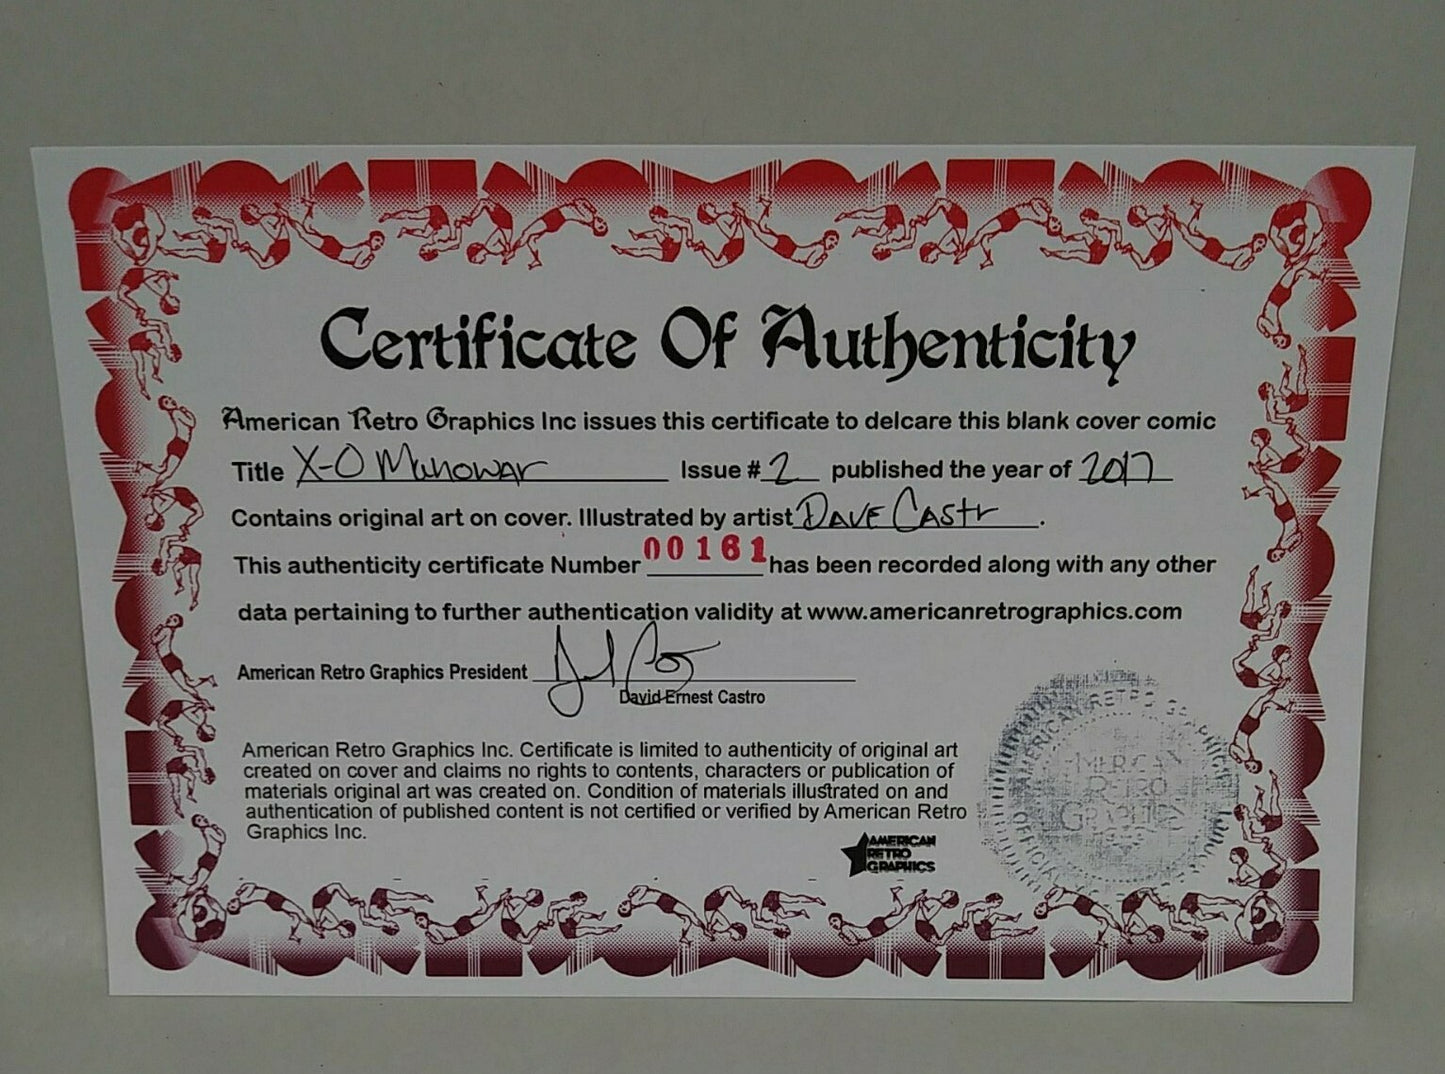 Certificate Of Authenticity
American Retro Graphics Inc issues this certificate to delcare this blank cover comic
Title X-O Manowar Issue # 2 published the year of 2017
Contains original art on cover. Illustrated by artist Dave Castr.
This authenticity certificate Number 00161 has been recorded along with any other
data pertaining to further authentication validity at www.americanretrographics.com
American Retro Graphics President
David Ernest Castro
American Retro Graphics Inc. Certificate is limited to authenticity of original art
created on cover and claims no rights to contents, characters or publication of
materials original art was created on. Condition of materials illustrated on and
authentication of published content is not certified or verified by American Retro
Graphics Inc.
AMERICAN
RETRO
GRAPHICS
AMERICAN
RETRO
GRAPHICS